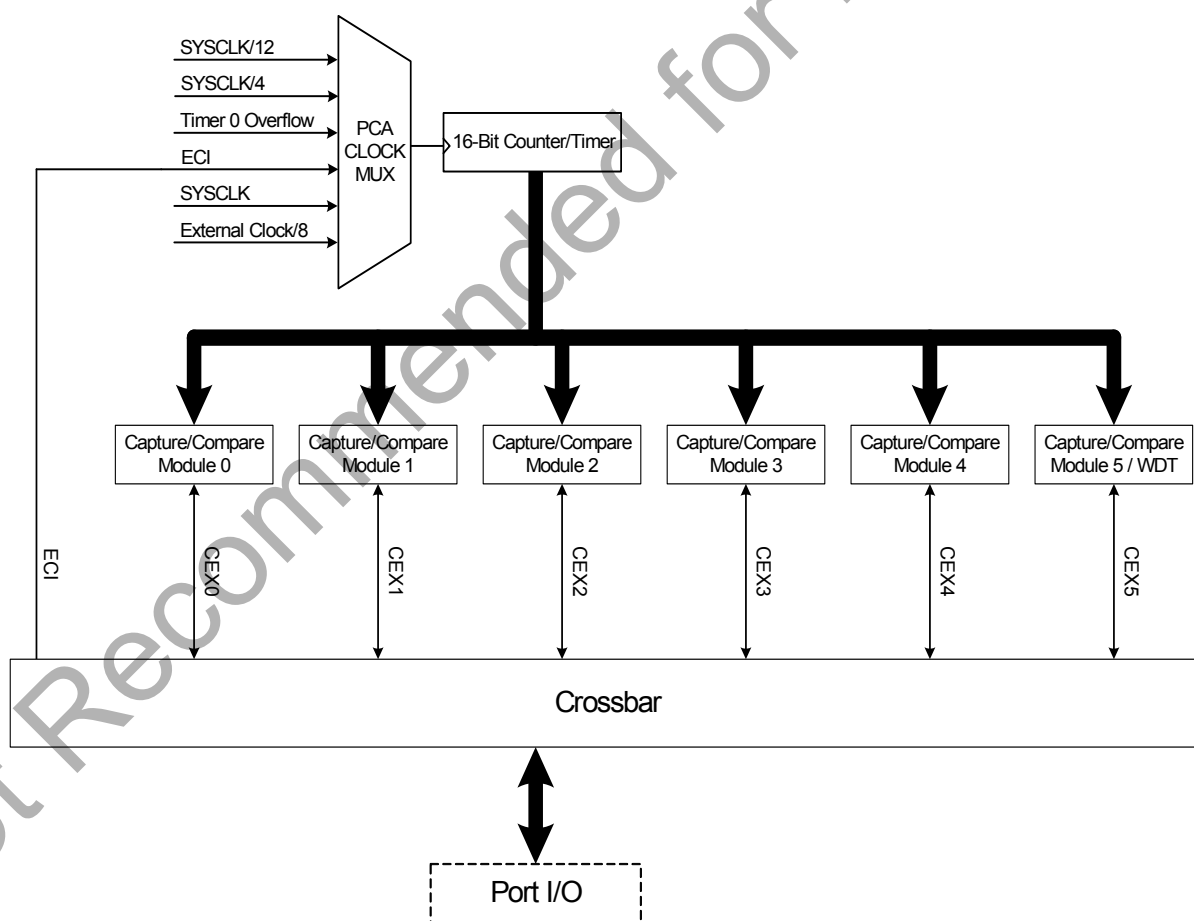 SYSCLK/12
SYSCLK/4
Timer 0 Overflow
ECI
SYSCLK
External Clock/8
PCA
CLOCK
MUX
16-Bit Counter/Timer
Capture/Compare
Module 0
Capture/Compare
Module 1
Capture/Compare
Module 2
Capture/Compare
Module 3
Capture/Compare
Module 4
Capture/Compare
Module 5 / WDT
ECI
CEX0
CEX1
CEX2
CEX3
CEX4
CEX5
Crossbar
Port I/O
Recommended for